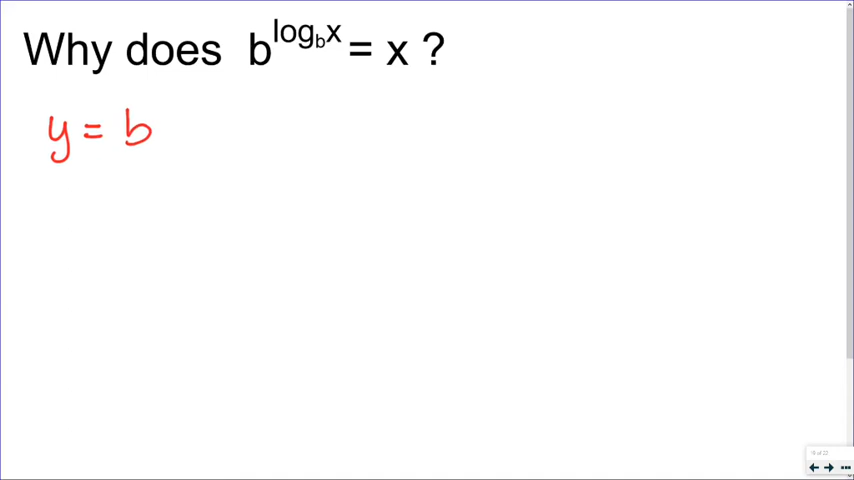 Why does b^{log_b x} = x ?
y = b